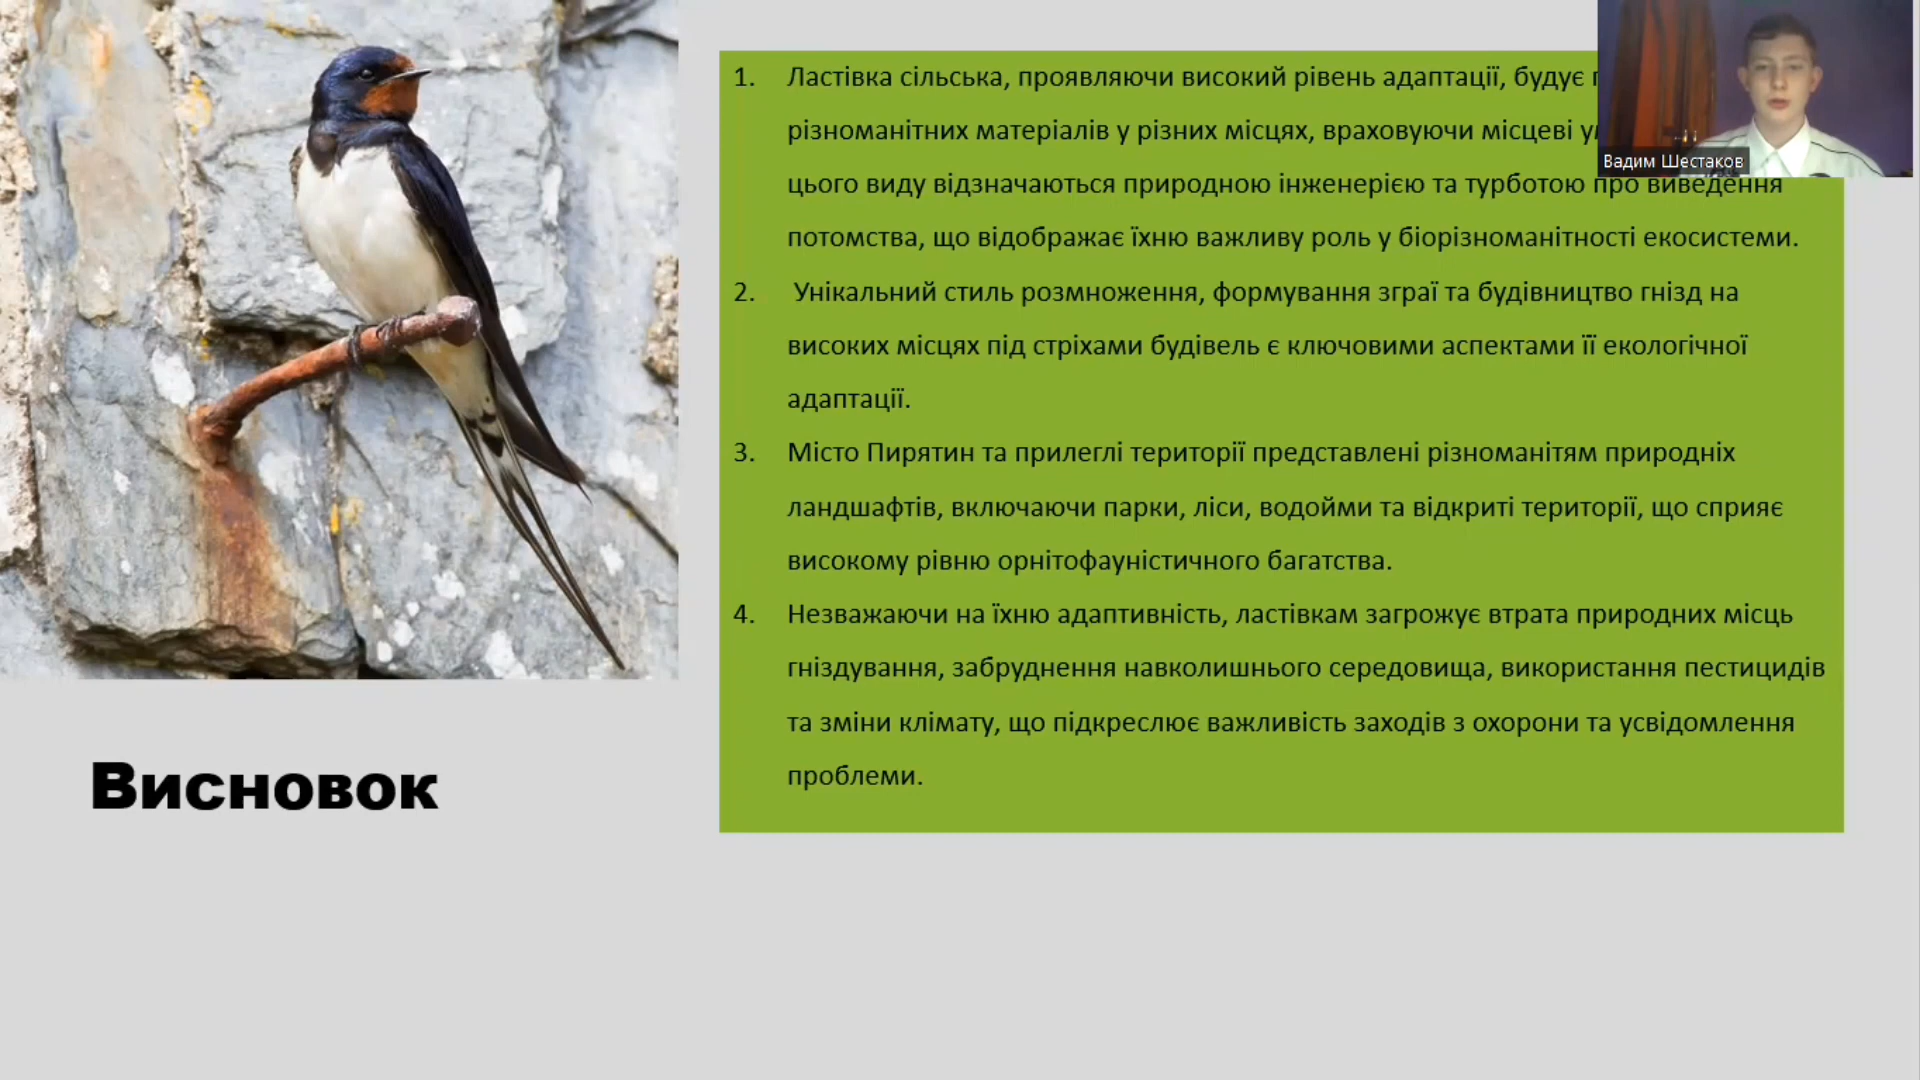 1. Ластівка сільська, проявляючи високий рівень адаптації, будує
різноманітних матеріалів у різних місцях, враховуючи місцеві
цього виду відзначаються природною інженерією та турботою про виведення
потомства, що відображає їхню важливу роль у біорізноманітності екосистеми.
2. Унікальний стиль розмноження, формування зграї та будівництво гнізд на
високих місцях під стріхами будівель є ключовими аспектами її екологічної
адаптації.
3. Місто Пирятин та прилеглі території представлені різноманітям природніх
ландшафтів, включаючи парки, ліси, водойми та відкриті території, що сприяє
високому рівню орнітофауністичного багатства.
4. Незважаючи на їхню адаптивність, ластівкам загрожує втрата природних місць
гніздування, забруднення навколишнього середовища, використання пестицидів
та зміни клімату, що підкреслює важливість заходів з охорони та усвідомлення
проблеми.
Вадим Шестаков
Висновок